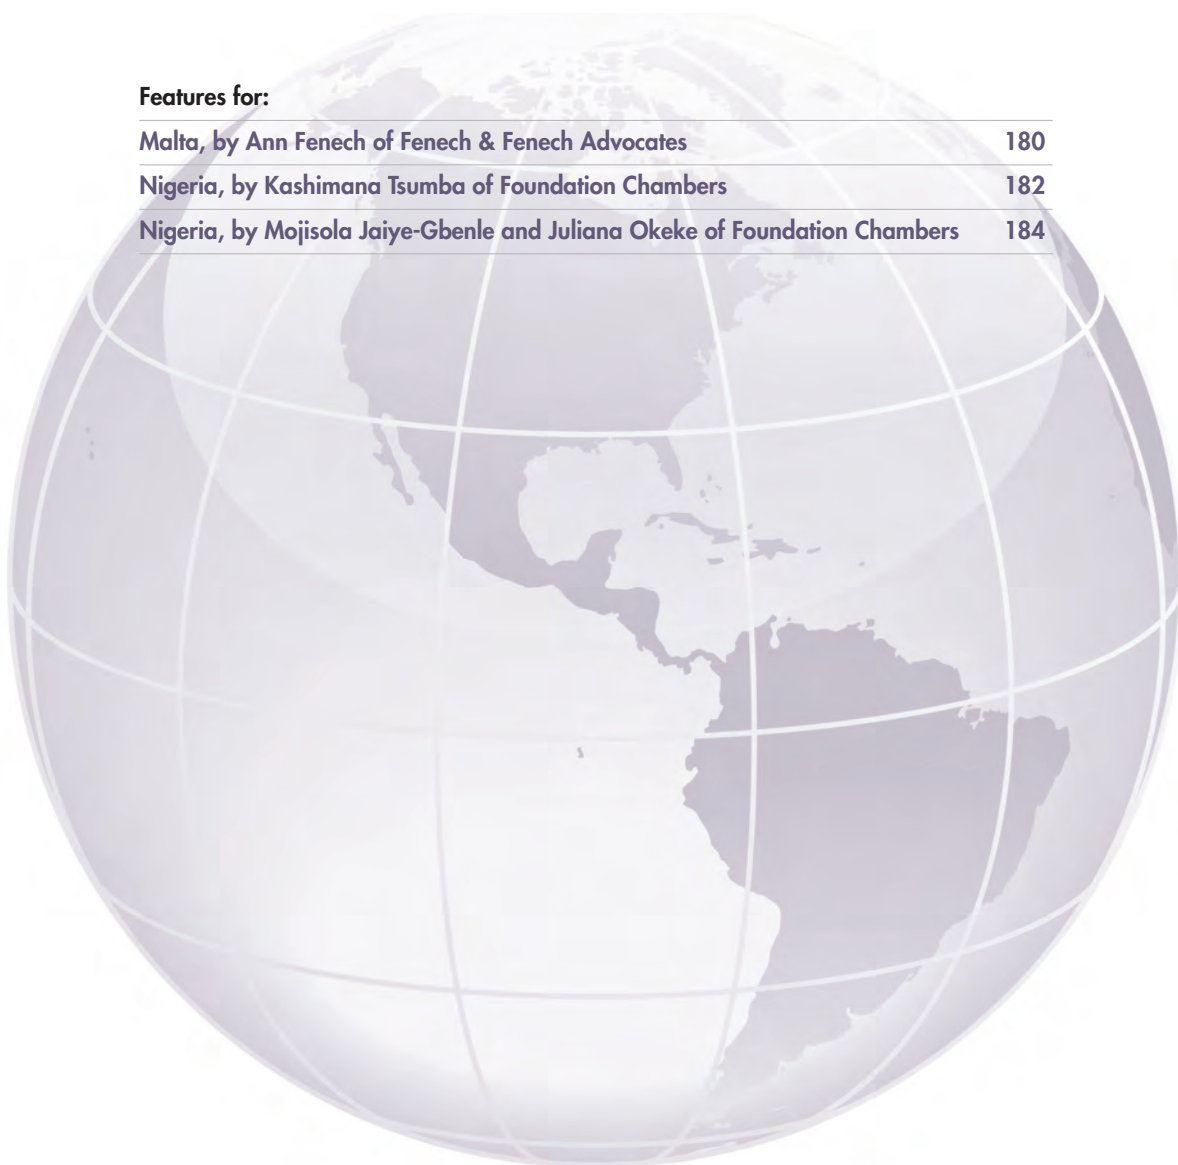 Features for:
Malta, by Ann Fenech of Fenech & Fenech Advocates 180
Nigeria, by Kashimana Tsumba of Foundation Chambers 182
Nigeria, by Mojisola Jaiye-Gbenle and Juliana Okeke of Foundation Chambers 184